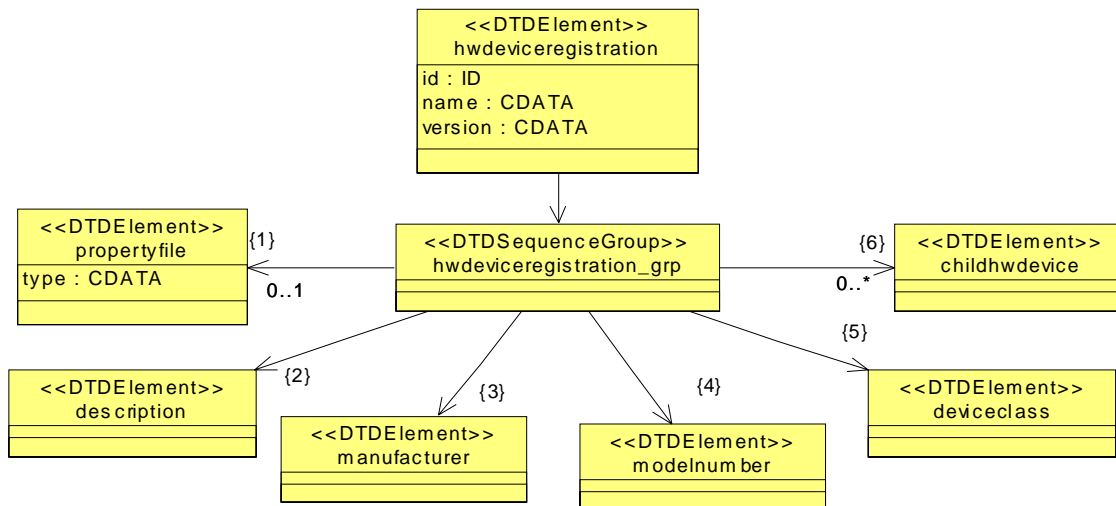 <<DTDElement>>
hwdeviceregistration
id : ID
name : CDATA
version : CDATA
<<DTDElement>>
propertyfile
type : CDATA
{1}
0..1
<<DTDSequenceGroup>>
hwdeviceregistration_grp
{6}
0..*
<<DTDElement>>
childhwdevice
<<DTDElement>>
description
{2}
<<DTDElement>>
manufacturer
{3}
<<DTDElement>>
modelnumber
{4}
<<DTDElement>>
deviceclass
{5}